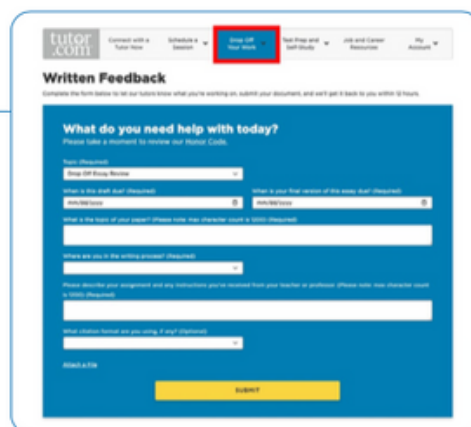 tutor
.com
Connect with a
Tutor Now
Schedule a
Session
Drop Off
Your Work
Test Prep and
Self-Study
Job and Career
Resources
My
Account
Written Feedback
Complete the form below to let our tutors know what you're working on, submit your document, and we'll get it back to you within 12 hours.
What do you need help with today?
Please take a moment to review our Honor Code.
Topic (Required)
Drop Off Essay Review
When is this draft due? (Required)
When is your final version of this essay due? (Required)
mm/dd/yyyy
mm/dd/yyyy
What is the topic of your paper? (Please note: max character count is 1200) (Required)
Where are you in the writing process? (Required)
Please describe your assignment and any instructions you've received from your teacher or professor. (Please note: max character count
is 1200) (Required)
What citation format are you using, if any? (Optional)
Attach a File
SUBMIT